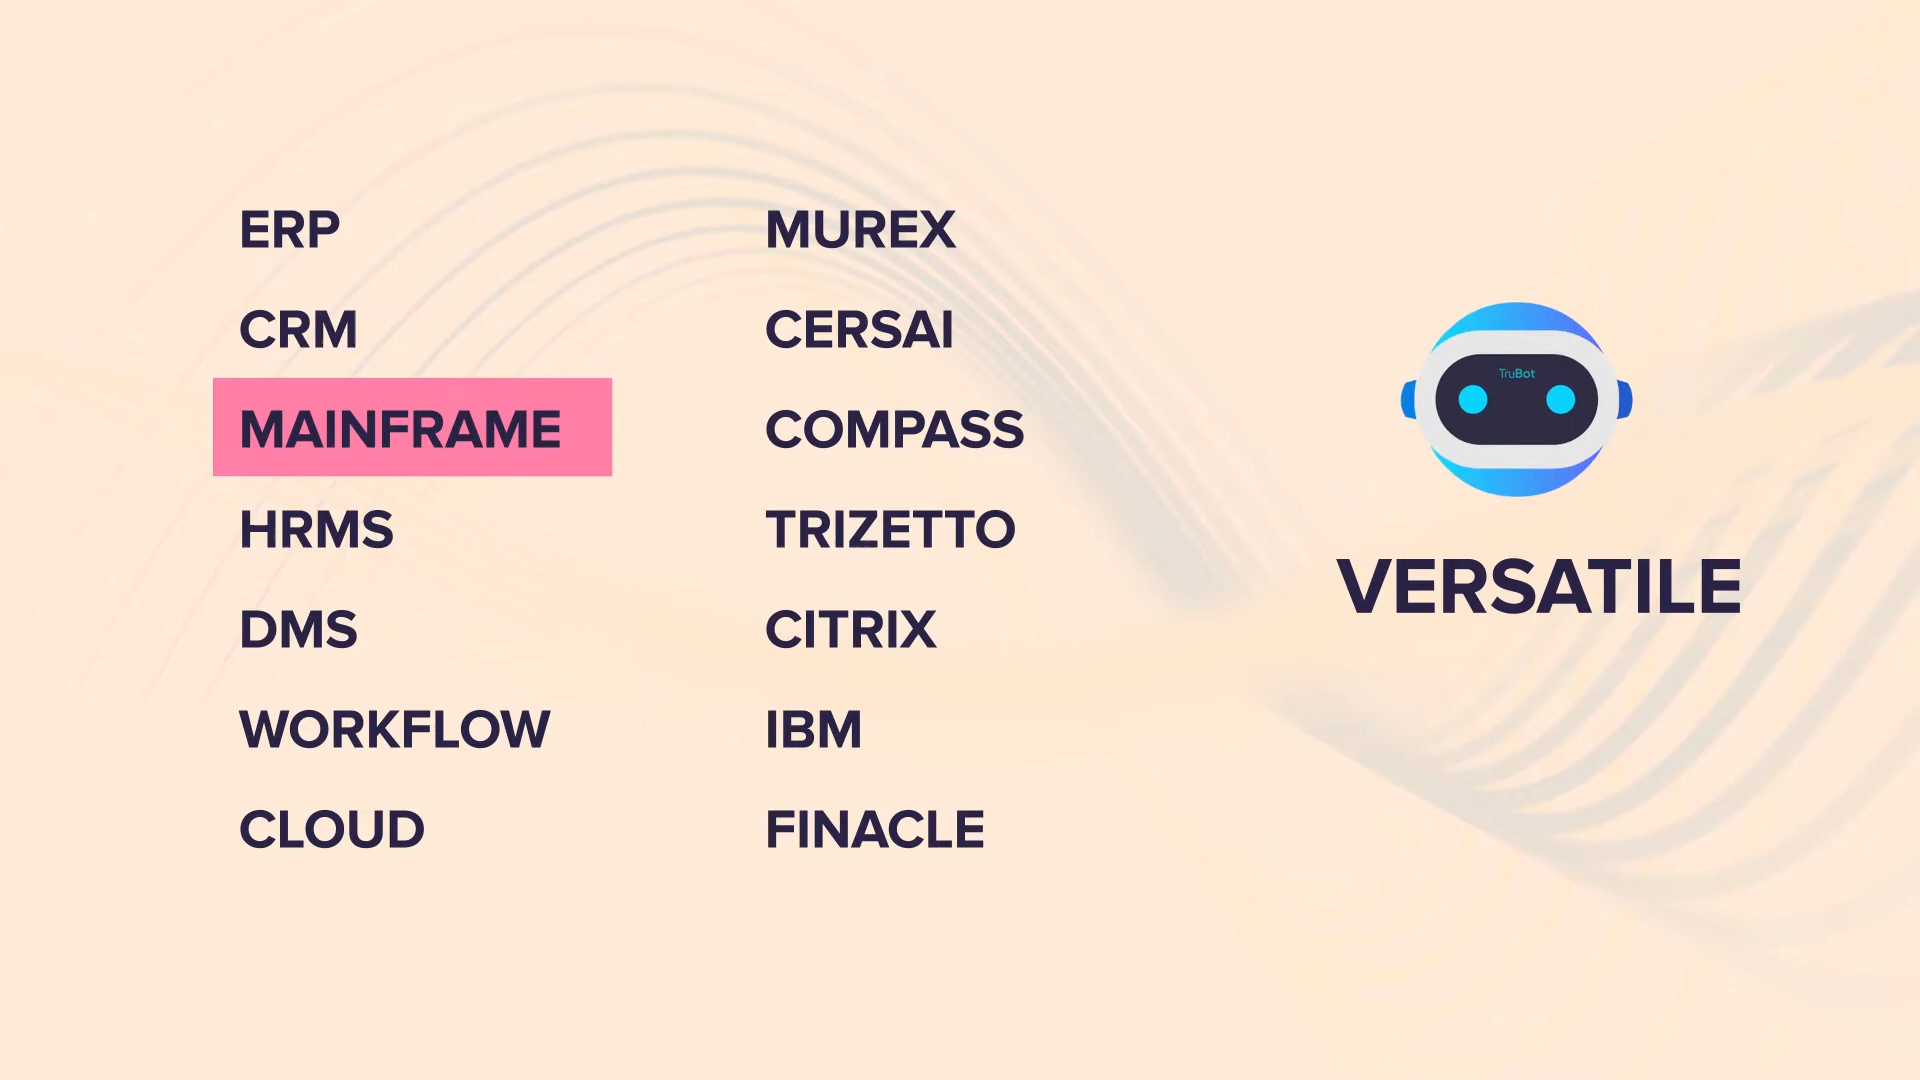 ERP
CRM
MAINFRAME
HRMS
DMS
WORKFLOW
CLOUD
MUREX
CERSAI
COMPASS
TRIZETTO
CITRIX
IBM
FINACLE
TruBot
VERSATILE